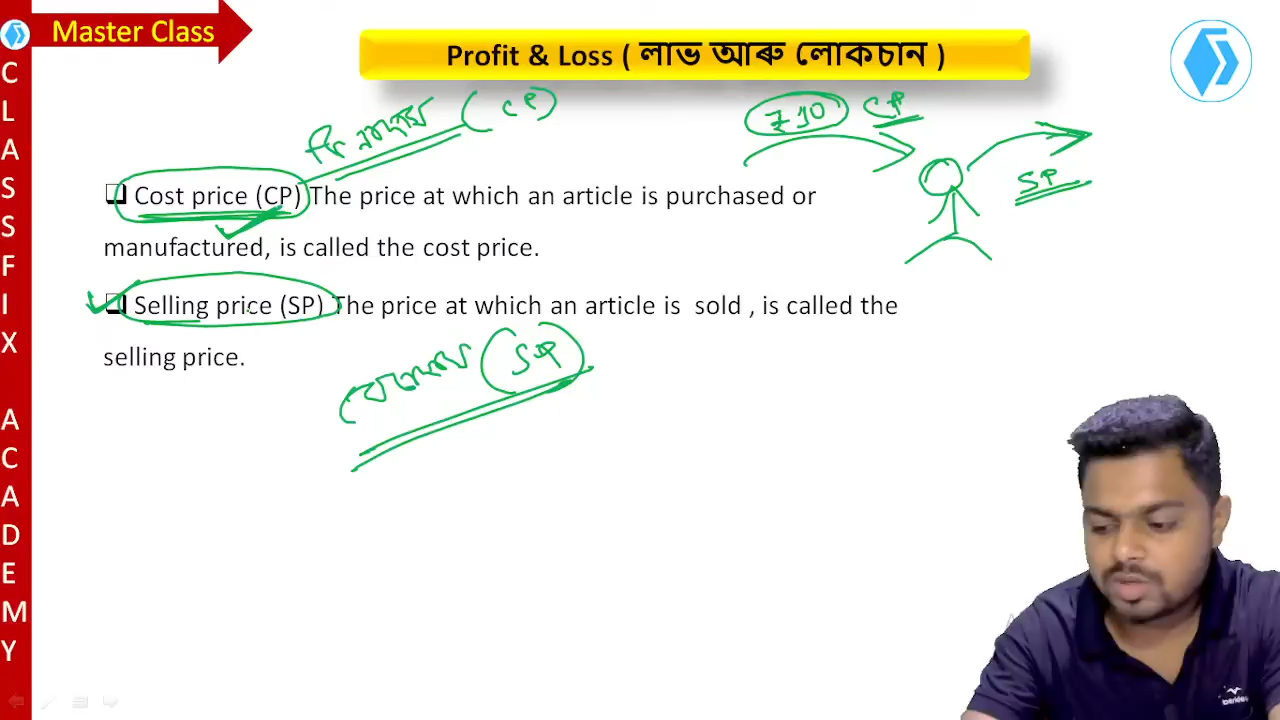 Master Class
Profit & Loss ( লাভ আৰু লোকচান )
CLASSFIX ACADEMY
(CP)
₹10 CP
SP
Cost price (CP) The price at which an article is purchased or
manufactured, is called the cost price.
Selling price (SP) The price at which an article is sold , is called the
selling price.
(SP)